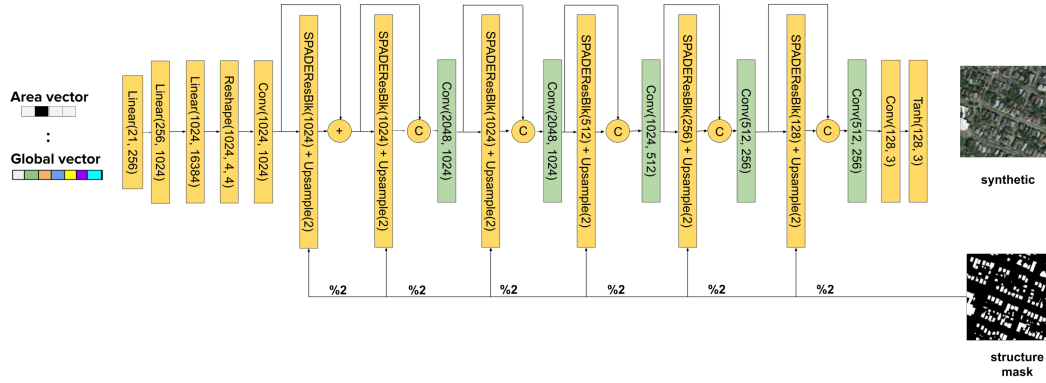 Area vector
:
Global vector
Linear(21, 256)
Linear(256, 1024)
Linear(1024, 16384)
Reshape(1024, 4, 4)
Conv(1024, 1024)
SPADEResBlk(1024) + Upsample(2)
+
SPADEResBlk(1024) + Upsample(2)
C
Conv(2048, 1024)
SPADEResBlk(1024) + Upsample(2)
C
Conv(2048, 1024)
SPADEResBlk(512) + Upsample(2)
C
Conv(1024, 512)
SPADEResBlk(256) + Upsample(2)
C
Conv(512, 256)
SPADEResBlk(128) + Upsample(2)
C
Conv(512, 256)
Conv(128, 3)
Tanh(128, 3)
synthetic
%2
%2
%2
%2
%2
%2
structure
mask